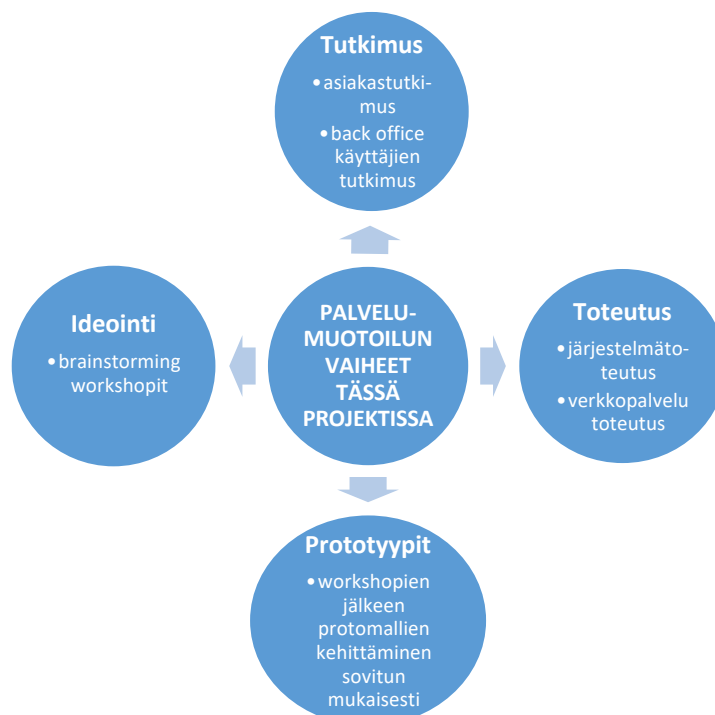 Tutkimus
•asiakastutki-
mus
•back office
käyttäjien
tutkimus
Ideointi
•brainstorming
workshopit
PALVELU-
MUOTOILUN
VAIHEET
TÄSSÄ
PROJEKTISSA
Toteutus
•järjestelmäto-
teutus
•verkkopalvelu
toteutus
Prototyypit
•workshopien
jälkeen
protomallien
kehittäminen
sovitun
mukaisesti